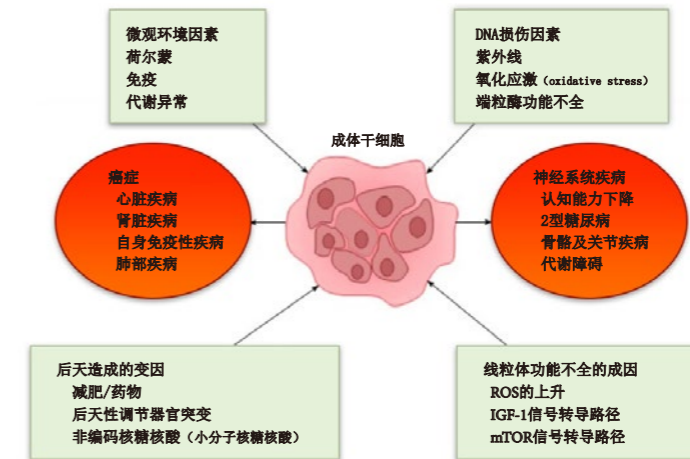 微观环境因素
荷尔蒙
免疫
代谢异常
DNA损伤因素
紫外线
氧化应激（oxidative stress）
端粒酶功能不全
成体干细胞
癌症
心脏疾病
肾脏疾病
自身免疫性疾病
肺部疾病
神经系统疾病
认知能力下降
2型糖尿病
骨骼及关节疾病
代谢障碍
后天造成的变因
减肥/药物
后天性调节器官突变
非编码核糖核酸（小分子核糖核酸）
线粒体功能不全的成因
ROS的上升
IGF-1信号转导路径
mTOR信号转导路径